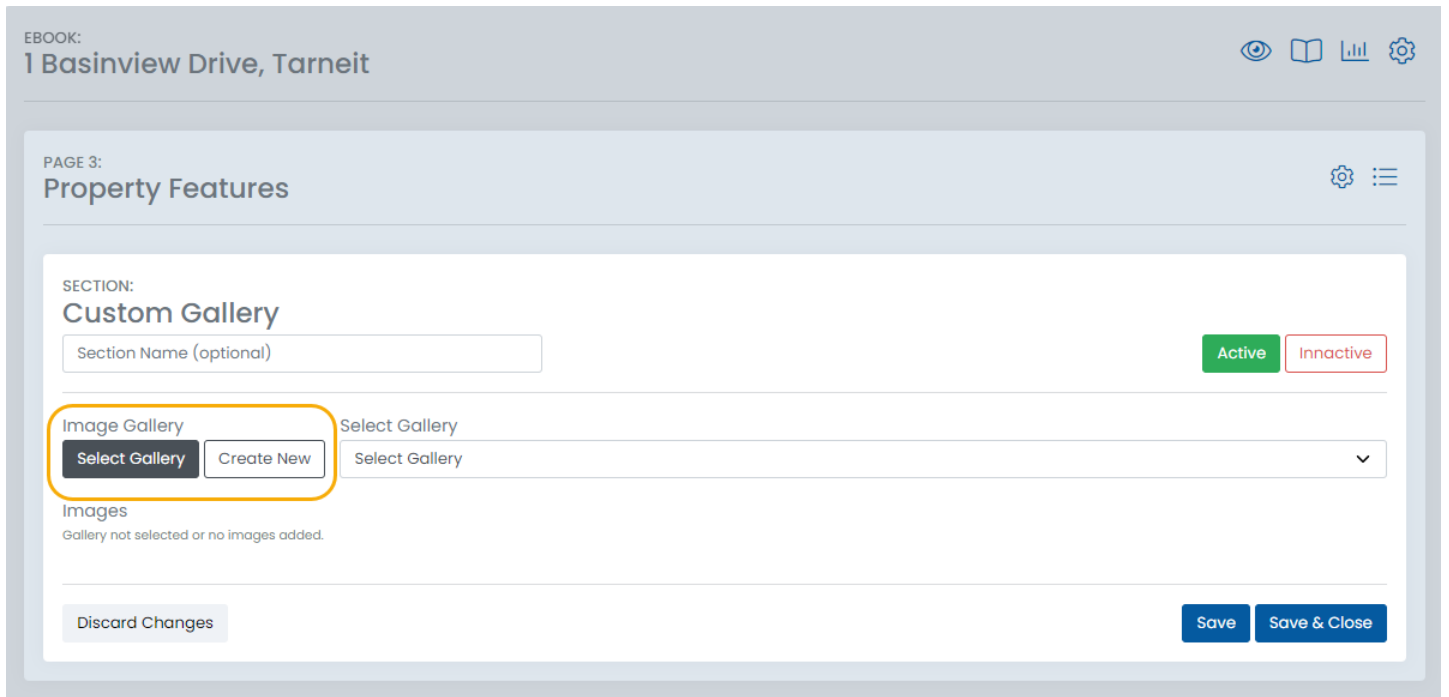 EBOOK:
1 Basinview Drive, Tarneit
PAGE 3:
Property Features
SECTION:
Custom Gallery
Section Name (optional)
Active Innactive
Image Gallery Select Gallery
Select Gallery Create New Select Gallery
Images
Gallery not selected or no images added.
Discard Changes Save Save & Close